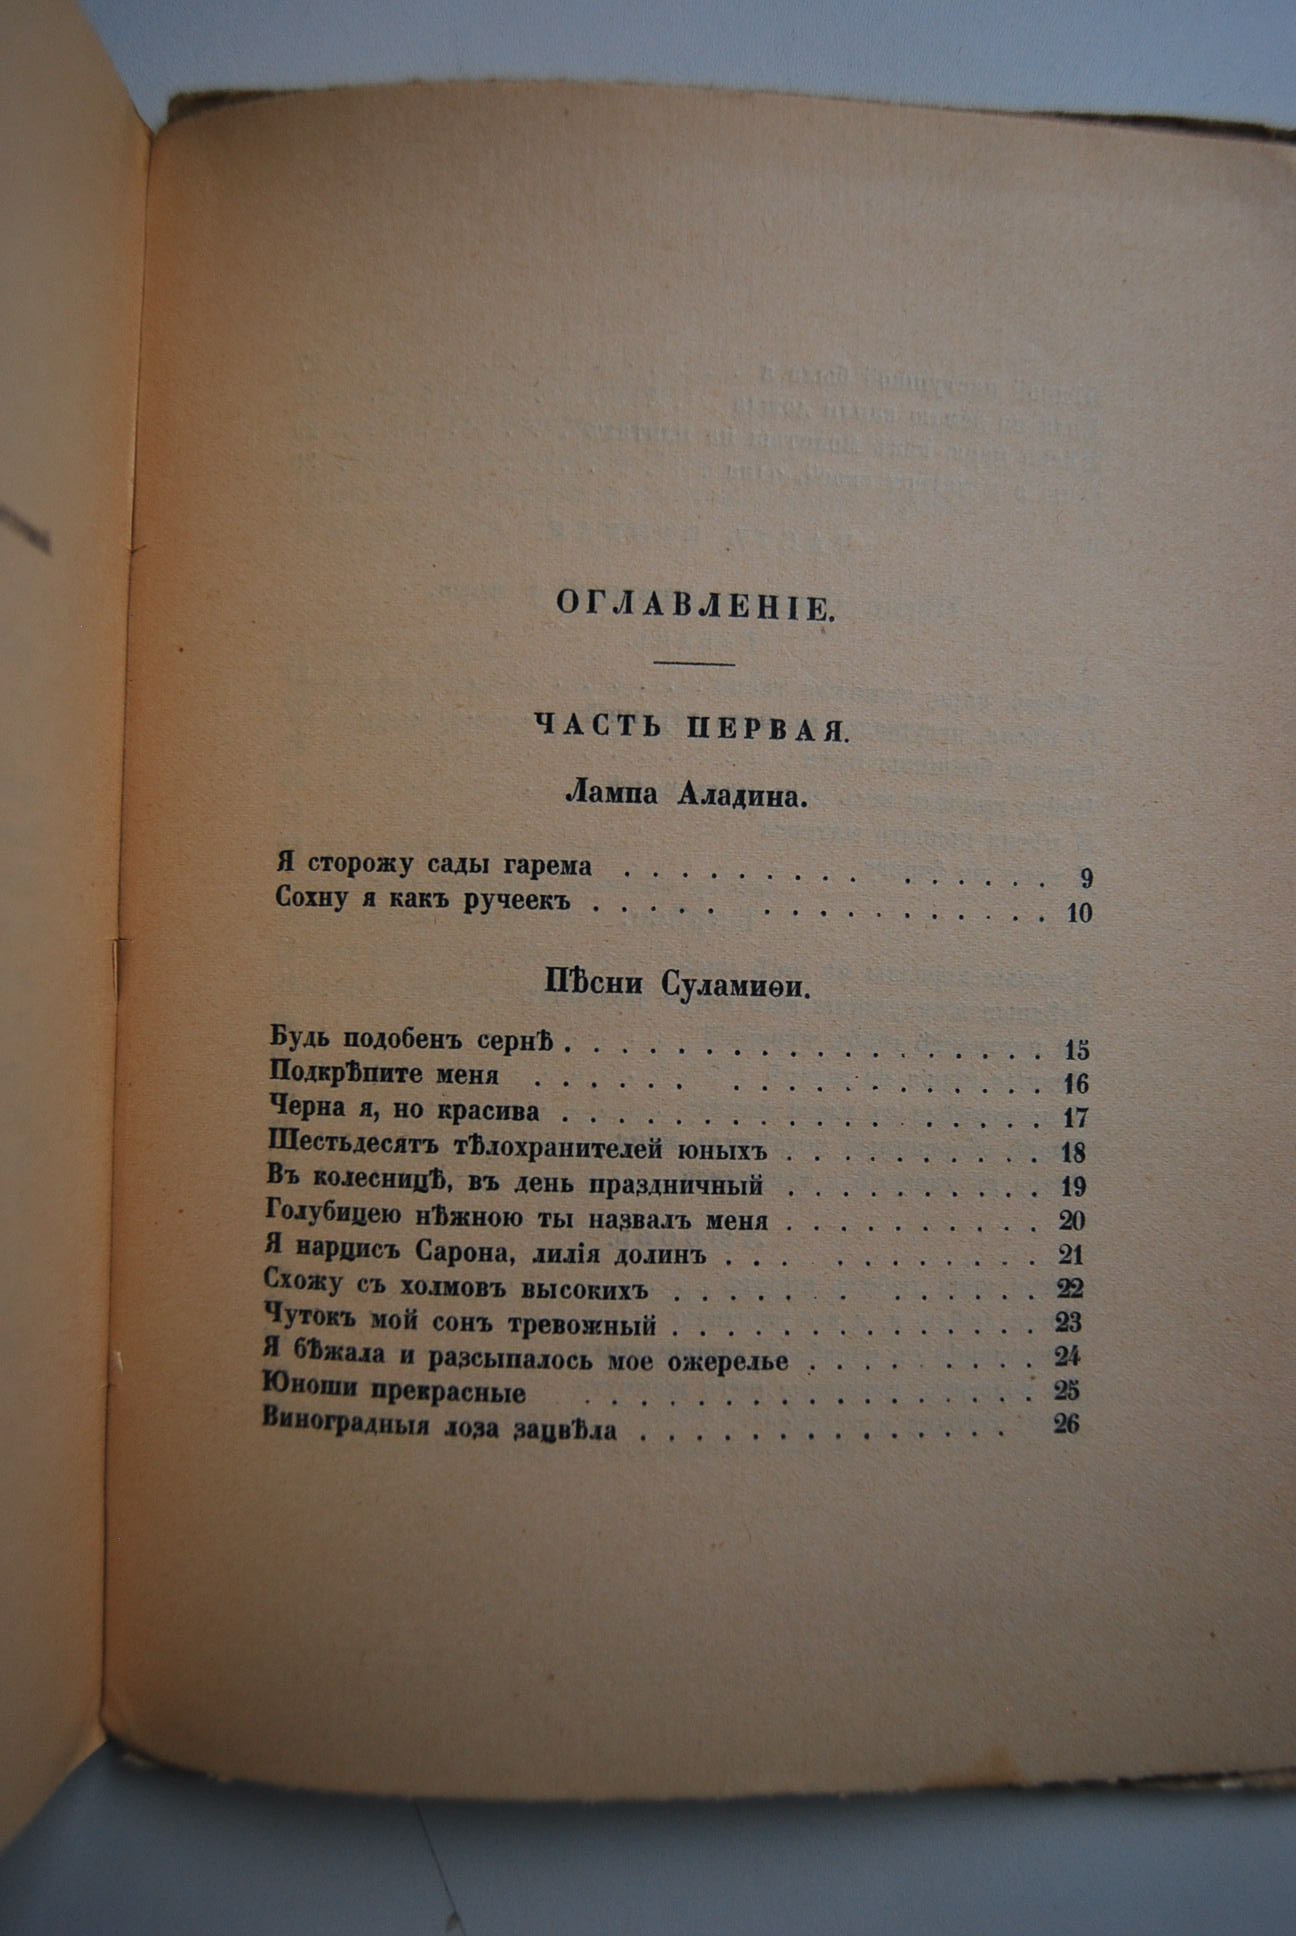 ОГЛАВЛЕНІЕ.
ЧАСТЬ ПЕРВАЯ.
Лампа Аладина.
Я сторожу сады гарема . . . . . . . . . . . . . . . 9
Сохну я какъ ручеекъ . . . . . . . . . . . . . . . . 10
Пѣсни Суламиѳи.
Будь подобенъ сернѣ . . . . . . . . . . . . . . . . . 15
Подкрѣпите меня . . . . . . . . . . . . . . . . . . 16
Черна я, но красива . . . . . . . . . . . . . . . . . 17
Шестьдесятъ тѣлохранителей юныхъ . . . . . . . . . . 18
Въ колесницѣ, въ день праздничный . . . . . . . . . . 19
Голубицею нѣжною ты назвалъ меня . . . . . . . . . . 20
Я нарцисъ Сарона, лилія долинъ . . . . . . . . . . . 21
Схожу съ холмовъ высокихъ . . . . . . . . . . . . . 22
Чутокъ мой сонъ тревожный . . . . . . . . . . . . . 23
Я бѣжала и разсыпалось мое ожерелье . . . . . . . . . 24
Юноши прекрасные . . . . . . . . . . . . . . . . . 25
Виноградныя лоза зацвѣла . . . . . . . . . . . . . . 26